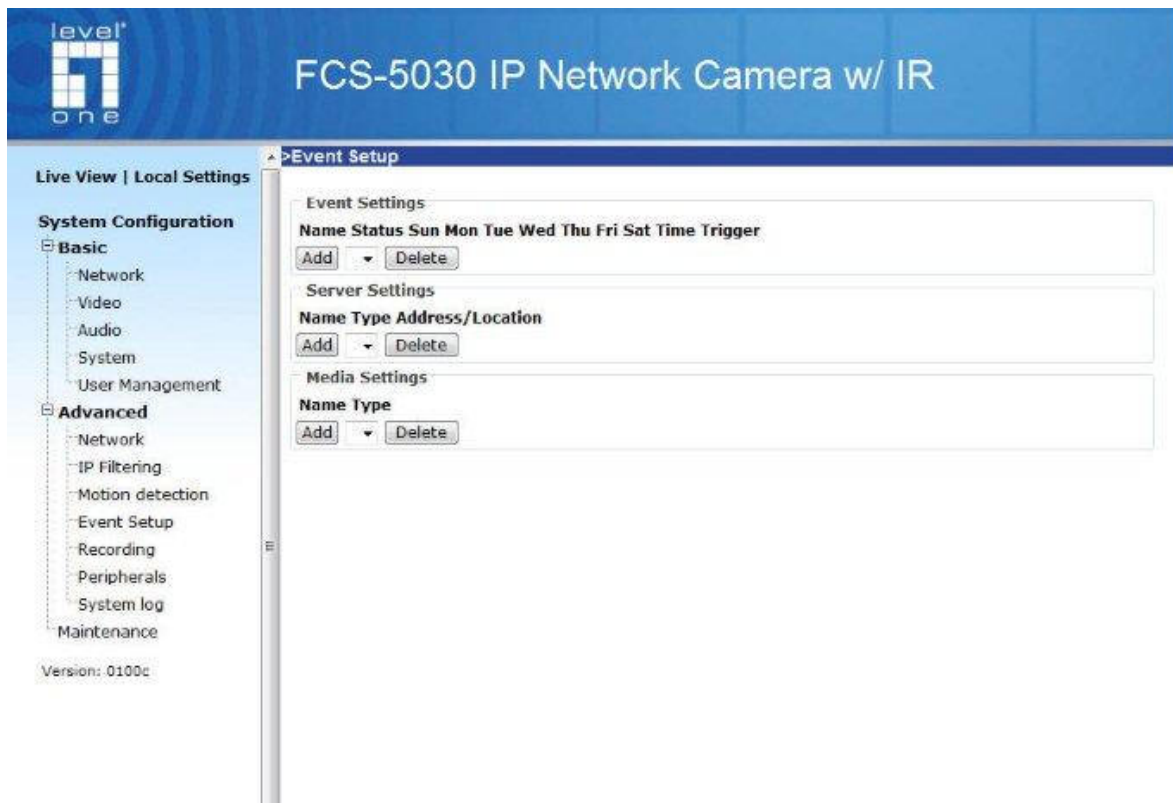 level
one
FCS-5030 IP Network Camera w/ IR
Live View | Local Settings
System Configuration
Basic
Network
Video
Audio
System
User Management
Advanced
Network
IP Filtering
Motion detection
Event Setup
Recording
Peripherals
System log
Maintenance
Version: 0100c
>Event Setup
Event Settings
Name Status Sun Mon Tue Wed Thu Fri Sat Time Trigger
Add Delete
Server Settings
Name Type Address/Location
Add Delete
Media Settings
Name Type
Add Delete